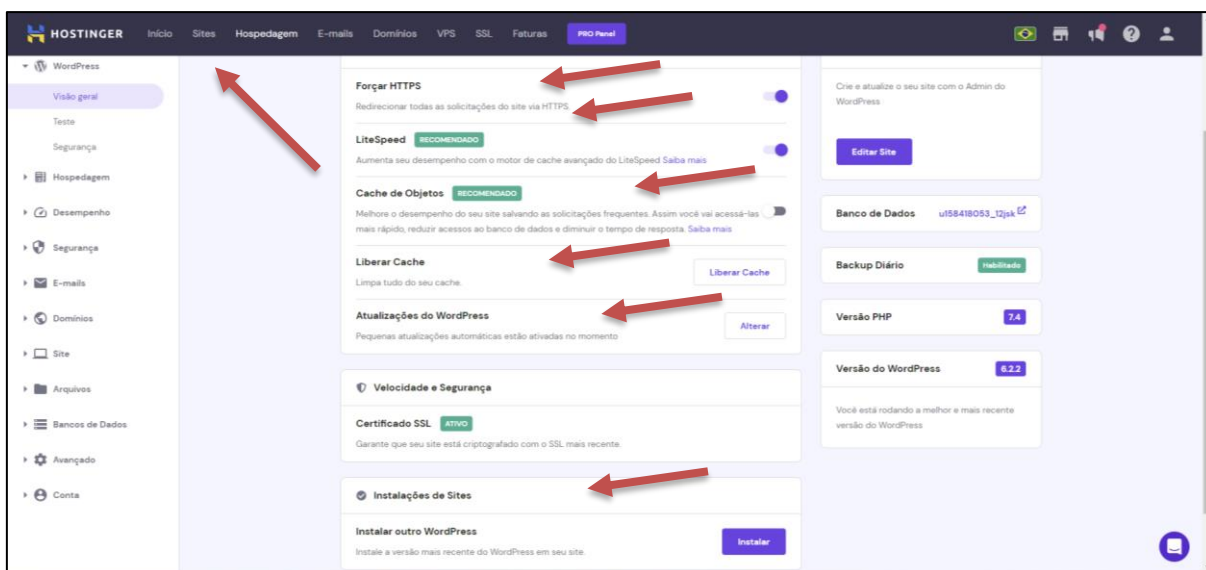 HOSTINGER Início Sites Hospedagem E-mails Domínios VPS SSL Faturas PRO Panel
WordPress
Visão geral
Teste
Segurança
Hospedagem
Desempenho
Segurança
E-mails
Domínios
Site
Arquivos
Bancos de Dados
Avançado
Conta
Forçar HTTPS
Redirecionar todas as solicitações do site via HTTPS.
LiteSpeed RECOMENDADO
Aumenta seu desempenho com o motor de cache avançado do LiteSpeed Saiba mais
Cache de Objetos RECOMENDADO
Melhore o desempenho do seu site salvando as solicitações frequentes. Assim você vai acessá-las
mais rápido, reduzir acessos ao banco de dados e diminuir o tempo de resposta. Saiba mais
Liberar Cache
Limpa tudo do seu cache.
Liberar Cache
Atualizações do WordPress
Pequenas atualizações automáticas estão ativadas no momento
Alterar
Velocidade e Segurança
Certificado SSL ATIVO
Garante que seu site está criptografado com o SSL mais recente.
Instalações de Sites
Instalar outro WordPress
Instale a versão mais recente do WordPress em seu site.
Instalar
Crie e atualize o seu site com o Admin do
WordPress
Editar Site
Banco de Dados u158418053_12jsk
Backup Diário Habilitado
Versão PHP 7.4
Versão do WordPress 6.2.2
Você está rodando a melhor e mais recente
versão do WordPress